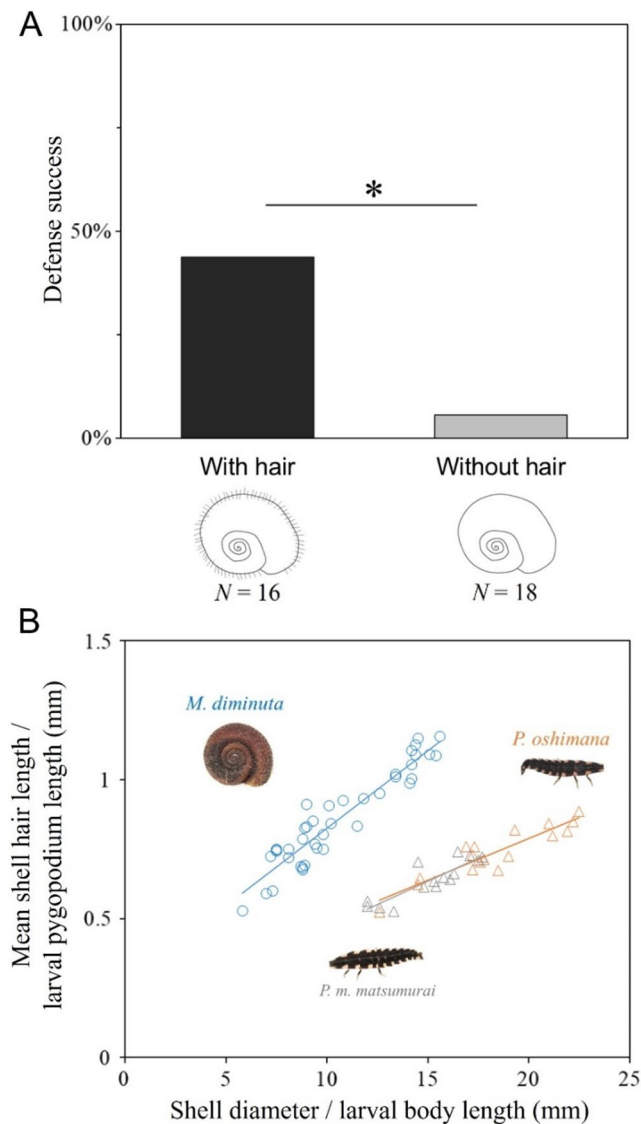 A
100%
50%
0%
Defense success
*
With hair
Without hair
N = 16
N = 18
B
1.5
1
0.5
0
Mean shell hair length /
larval pygopodium length (mm)
M. diminuta
P. oshimana
P. m. matsumurai
0
5
10
15
20
25
Shell diameter / larval body length (mm)